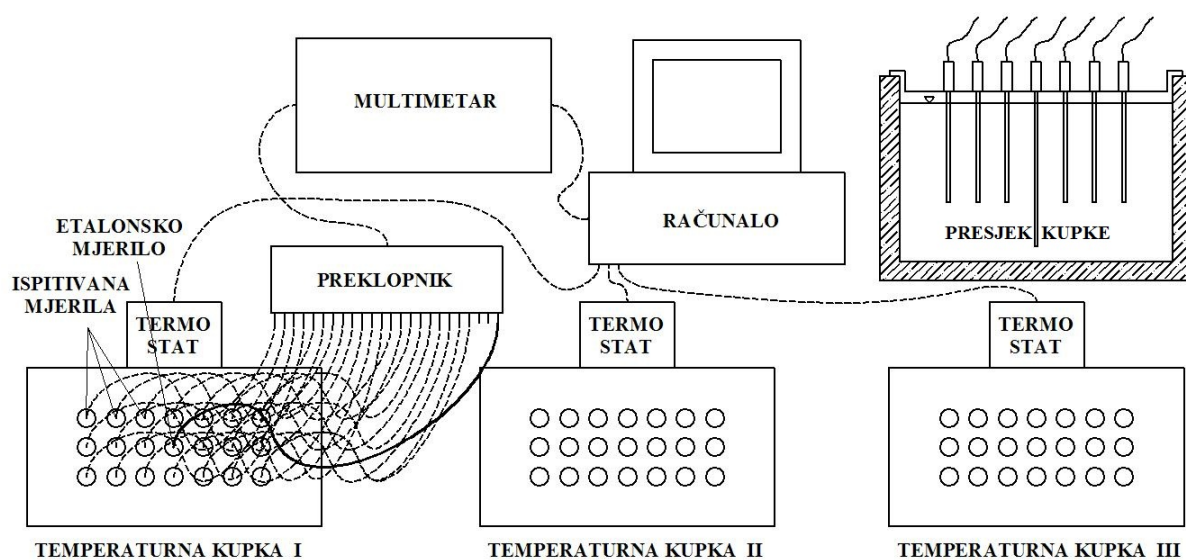 MULTIMETAR
RAČUNALO
PRESJEK KUPKE
ETALONSKO
MJERILO
ISPITIVANA
MJERILA
PREKLOPNIK
TERMO
STAT
TERMO
STAT
TERMO
STAT
TEMPERATURNA KUPKA I
TEMPERATURNA KUPKA II
TEMPERATURNA KUPKA III